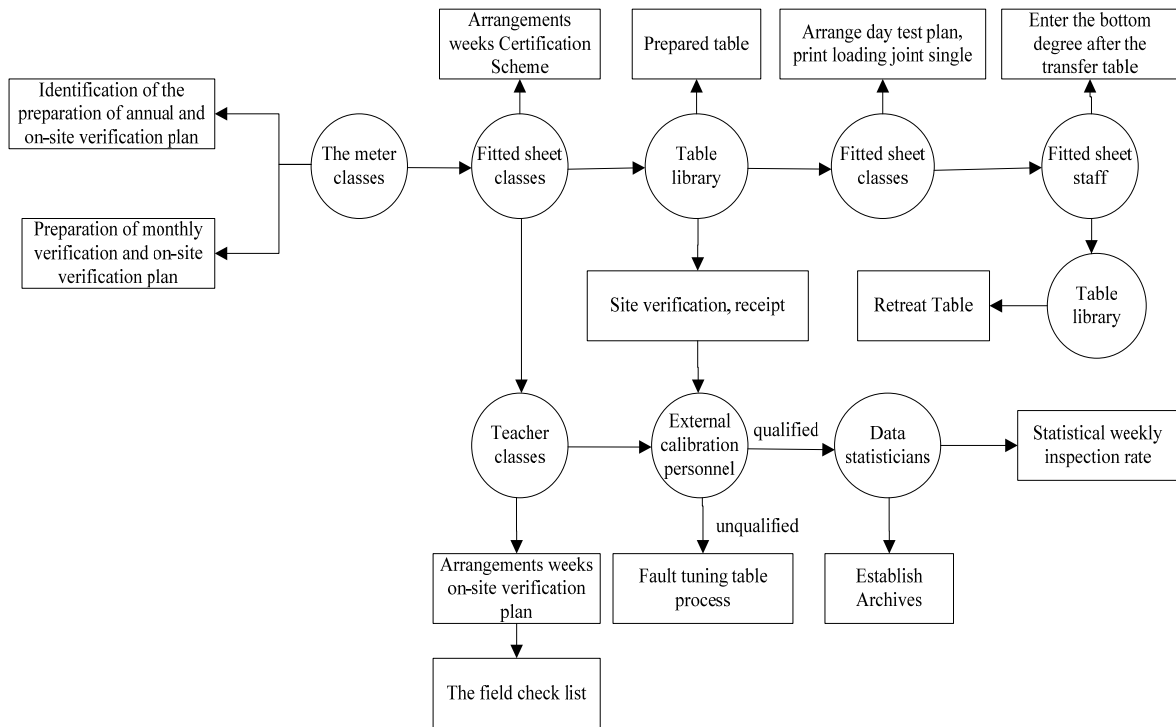 Arrangements
weeks Certification
Scheme
Prepared table
Arrange day test plan,
print loading joint single
Enter the bottom
degree after the
transfer table
Identification of the
preparation of annual and
on-site verification plan
The meter
classes
Fitted sheet
classes
Table
library
Fitted sheet
classes
Fitted sheet
staff
Preparation of monthly
verification and on-site
verification plan
Site verification, receipt
Retreat Table
Table
library
Teacher
classes
External
calibration
personnel
qualified
Data
statisticians
Statistical weekly
inspection rate
unqualified
Arrangements weeks
on-site verification
plan
Fault tuning table
process
Establish
Archives
The field check list